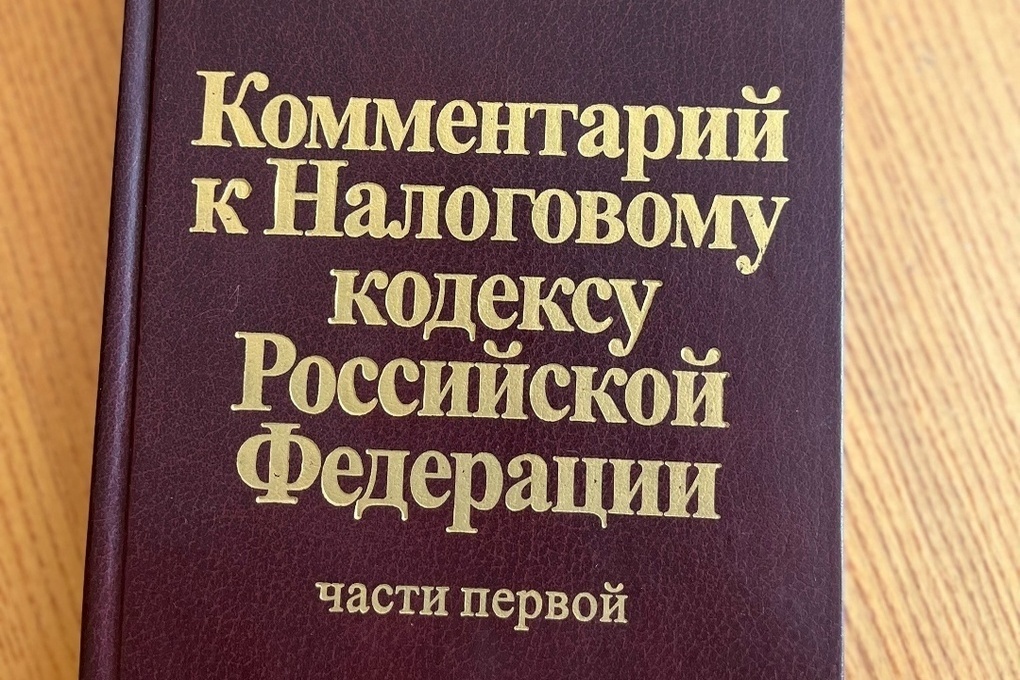 Комментарий
к Налоговому
кодексу
Российской
Федерации
части первой